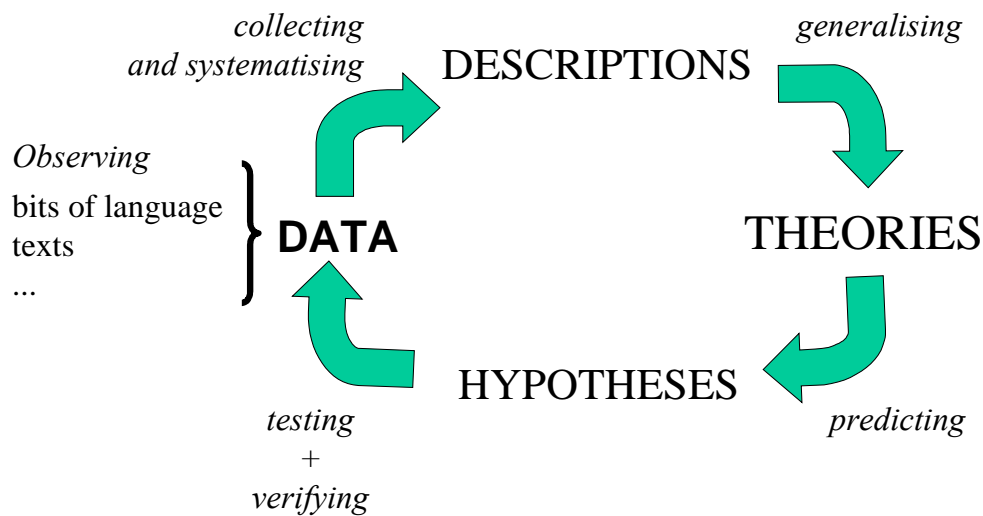 collecting
and systematising
DESCRIPTIONS
generalising
Observing
bits of language
texts
...
DATA
THEORIES
HYPOTHESES
testing
+
verifying
predicting